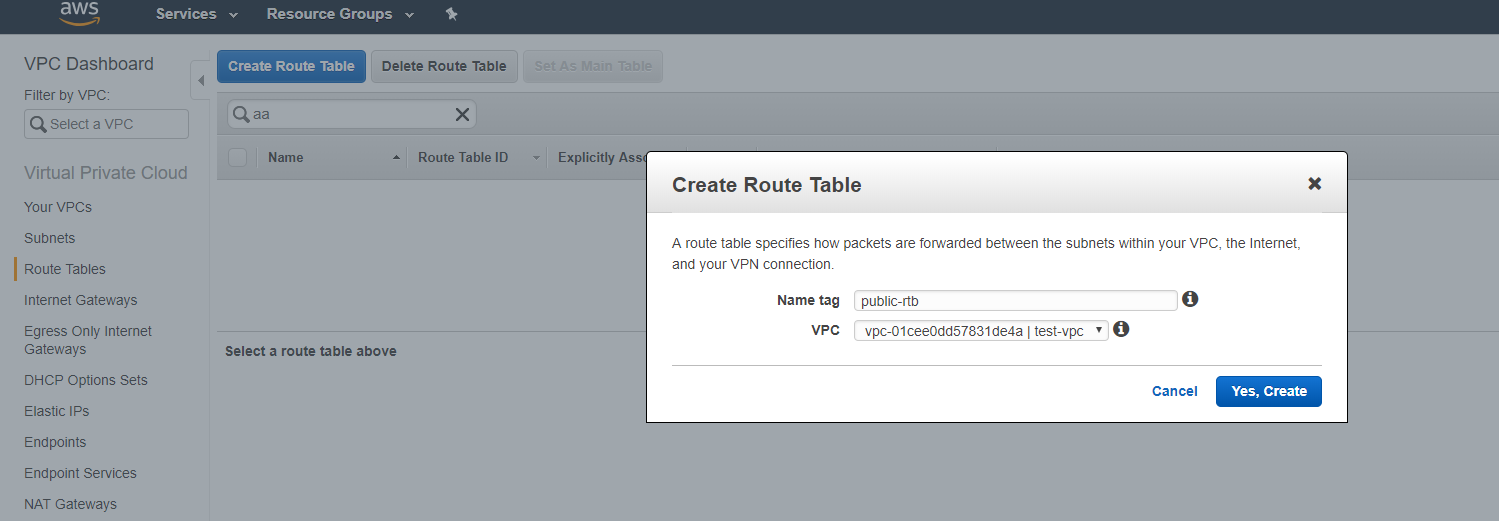 aws
Services
Resource Groups
VPC Dashboard
Filter by VPC:
Select a VPC
Virtual Private Cloud
Your VPCs
Subnets
Route Tables
Internet Gateways
Egress Only Internet
Gateways
DHCP Options Sets
Elastic IPs
Endpoints
Endpoint Services
NAT Gateways
Create Route Table
Delete Route Table
Set As Main Table
aa
Name
Route Table ID
Explicitly Asso
Select a route table above
Create Route Table
A route table specifies how packets are forwarded between the subnets within your VPC, the Internet,
and your VPN connection.
Name tag
public-rtb
VPC
vpc-01cee0dd57831de4a | test-vpc
Cancel
Yes, Create